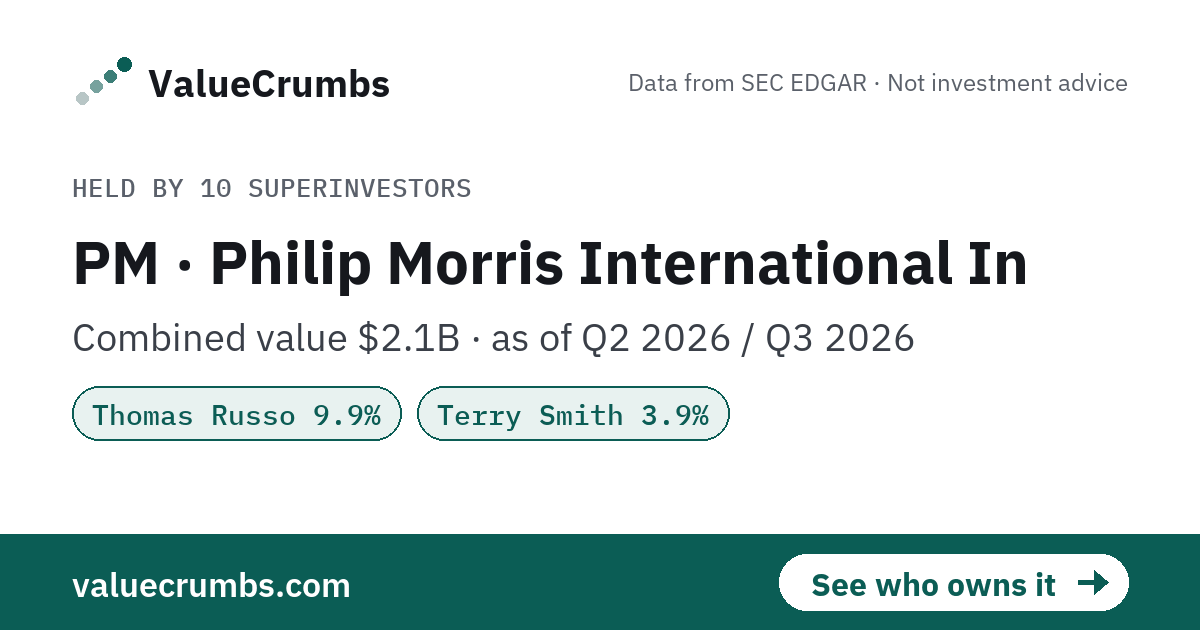 ValueCrumbs
Data from SEC EDGAR · Not investment advice
HELD BY 10 SUPERINVESTORS
PM · Philip Morris International In
Combined value $2.1B · as of Q2 2026 / Q3 2026
Thomas Russo 9.9%
Terry Smith 3.9%
valuecrumbs.com
See who owns it →